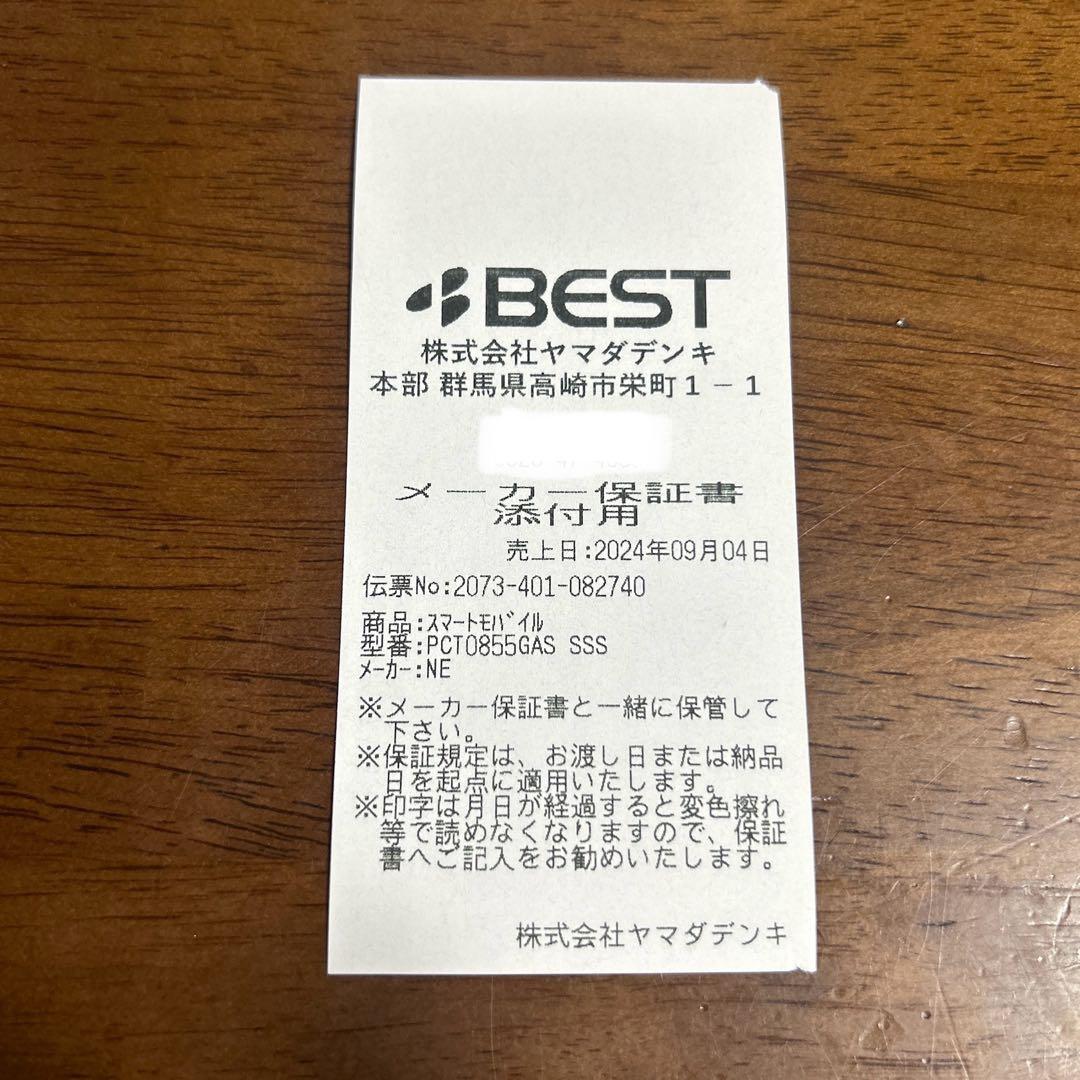 BEST
株式会社ヤマダデンキ
本部 群馬県高崎市栄町1-1
メーカー保証書
添付用
売上日:2024年09月04日
伝票No:2073-401-082740
商品:ｽﾏｰﾄﾓﾊﾞｲﾙ
型番:PCT0855GAS SSS
ﾒｰｶｰ:NE
※メーカー保証書と一緒に保管して
下さい。
※保証規定は、お渡し日または納品
日を起点に適用いたします。
※印字は月日が経過すると変色擦れ
等で読めなくなりますので、保証
書へご記入をお勧めいたします。
株式会社ヤマダデンキ